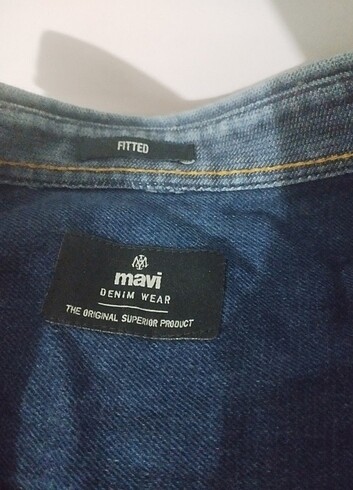 FITTED
mavi
DENIM WEAR
THE ORIGINAL SUPERIOR PRODUCT